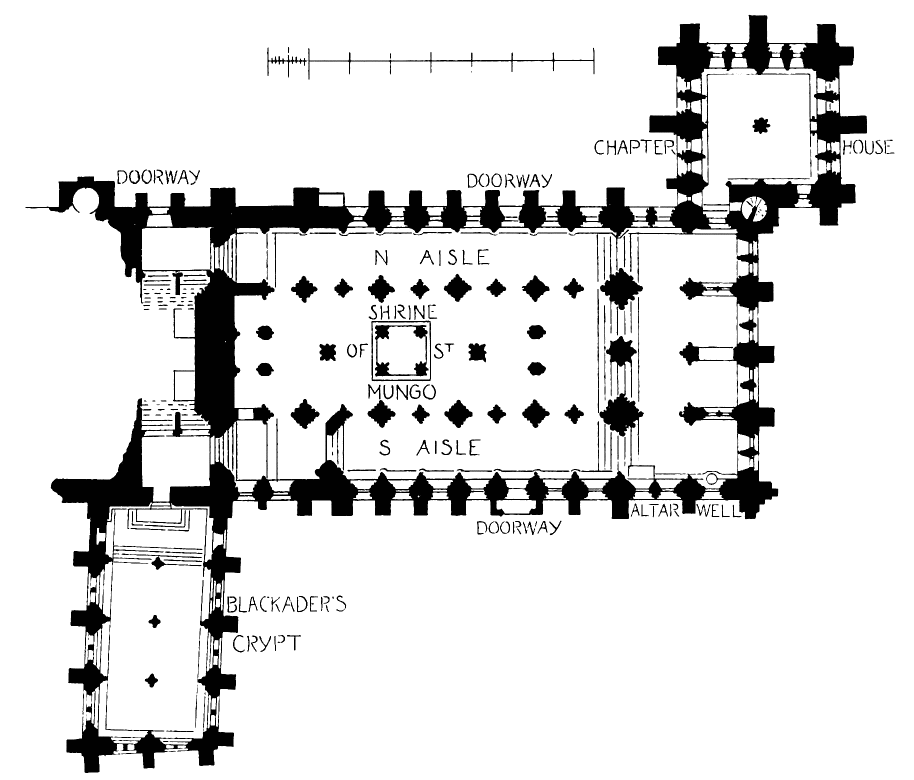 CHAPTER HOUSE
DOORWAY
DOORWAY
N AISLE
SHRINE
OF ST
MUNGO
S AISLE
ALTAR WELL
DOORWAY
BLACKADER'S
CRYPT